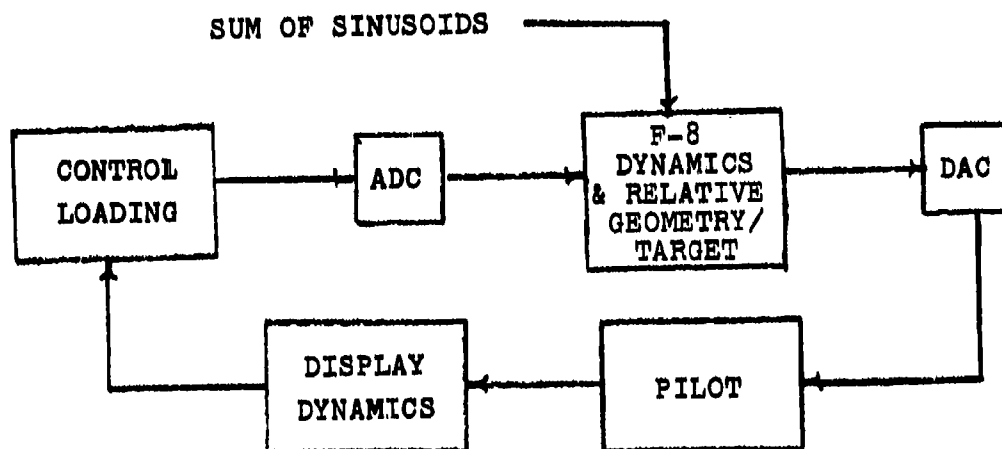 SUM OF SINUSOIDS
CONTROL
LOADING
ADC
F-8
DYNAMICS
& RELATIVE
GEOMETRY/
TARGET
DAC
DISPLAY
DYNAMICS
PILOT